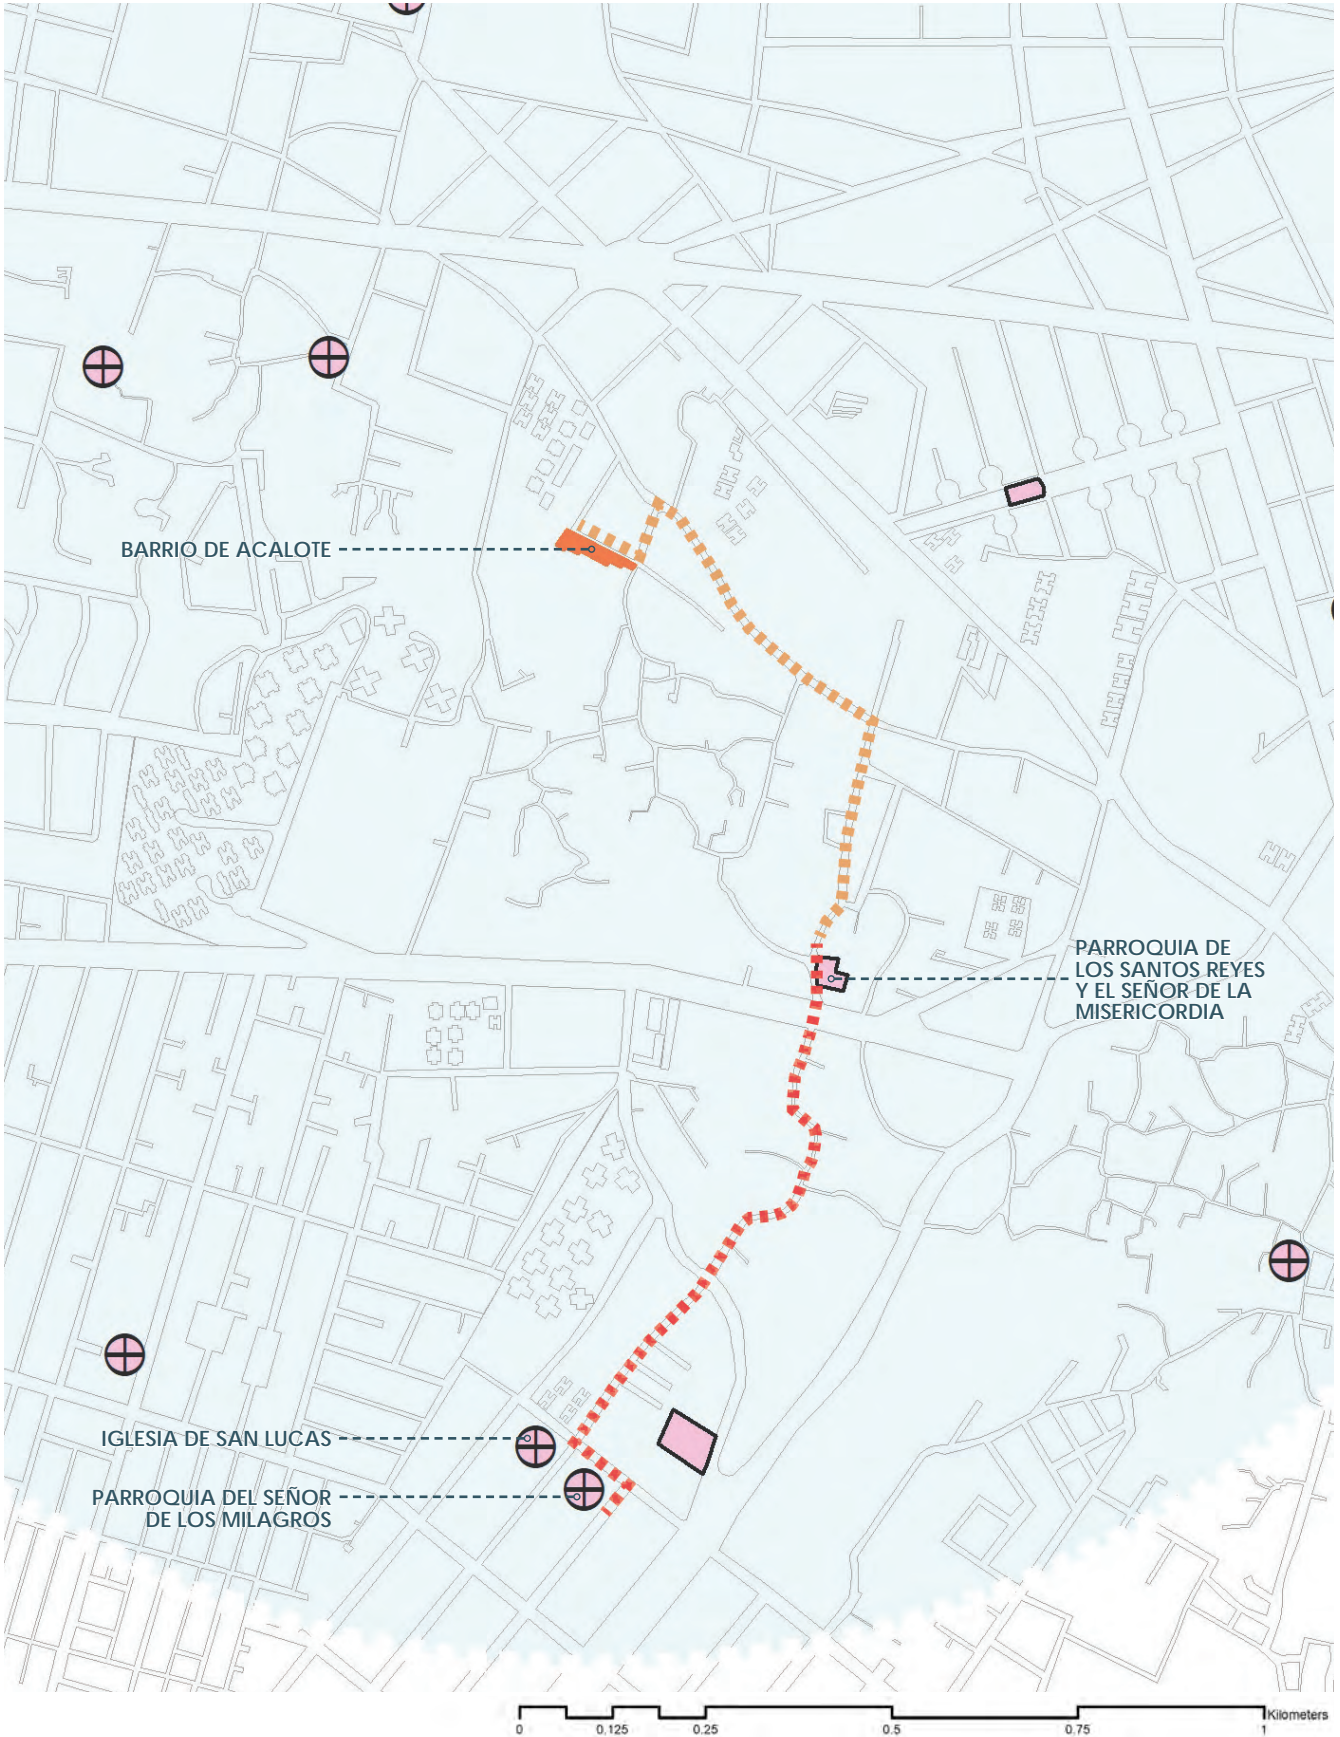 BARRIO DE ACALOTE
PARROQUIA DE
LOS SANTOS REYES
Y EL SEÑOR DE LA
MISERICORDIA
IGLESIA DE SAN LUCAS
PARROQUIA DEL SEÑOR
DE LOS MILAGROS
0 0.125 0.25 0.5 0.75 1 Kilometers